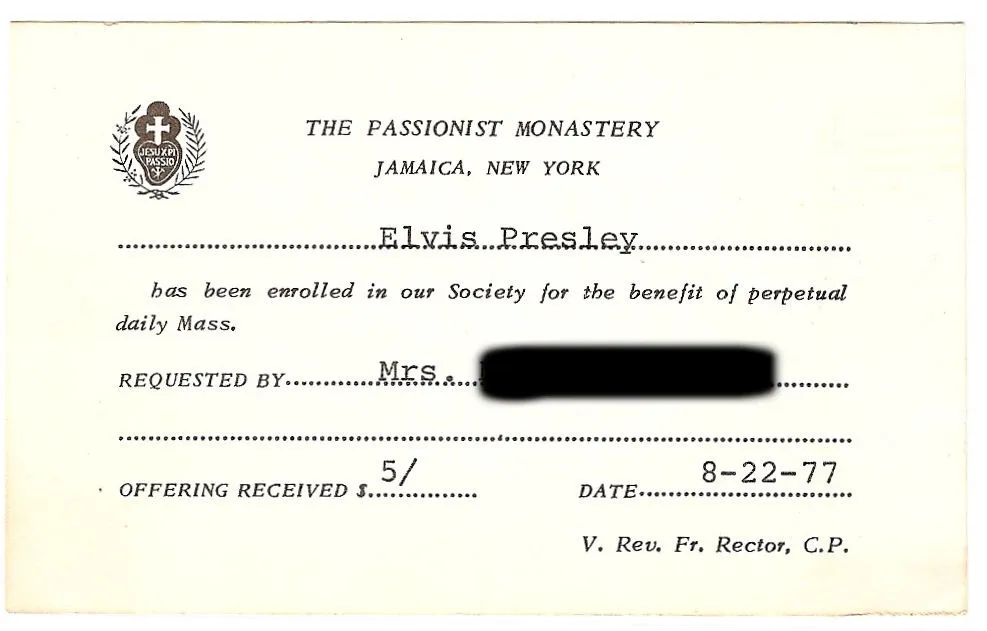 JESU XPI
PASSIO
THE PASSIONIST MONASTERY
JAMAICA, NEW YORK
Elvis Presley
has been enrolled in our Society for the benefit of perpetual
daily Mass.
REQUESTED BY Mrs.
5/ 8-22-77
OFFERING RECEIVED $ DATE
V. Rev. Fr. Rector, C.P.